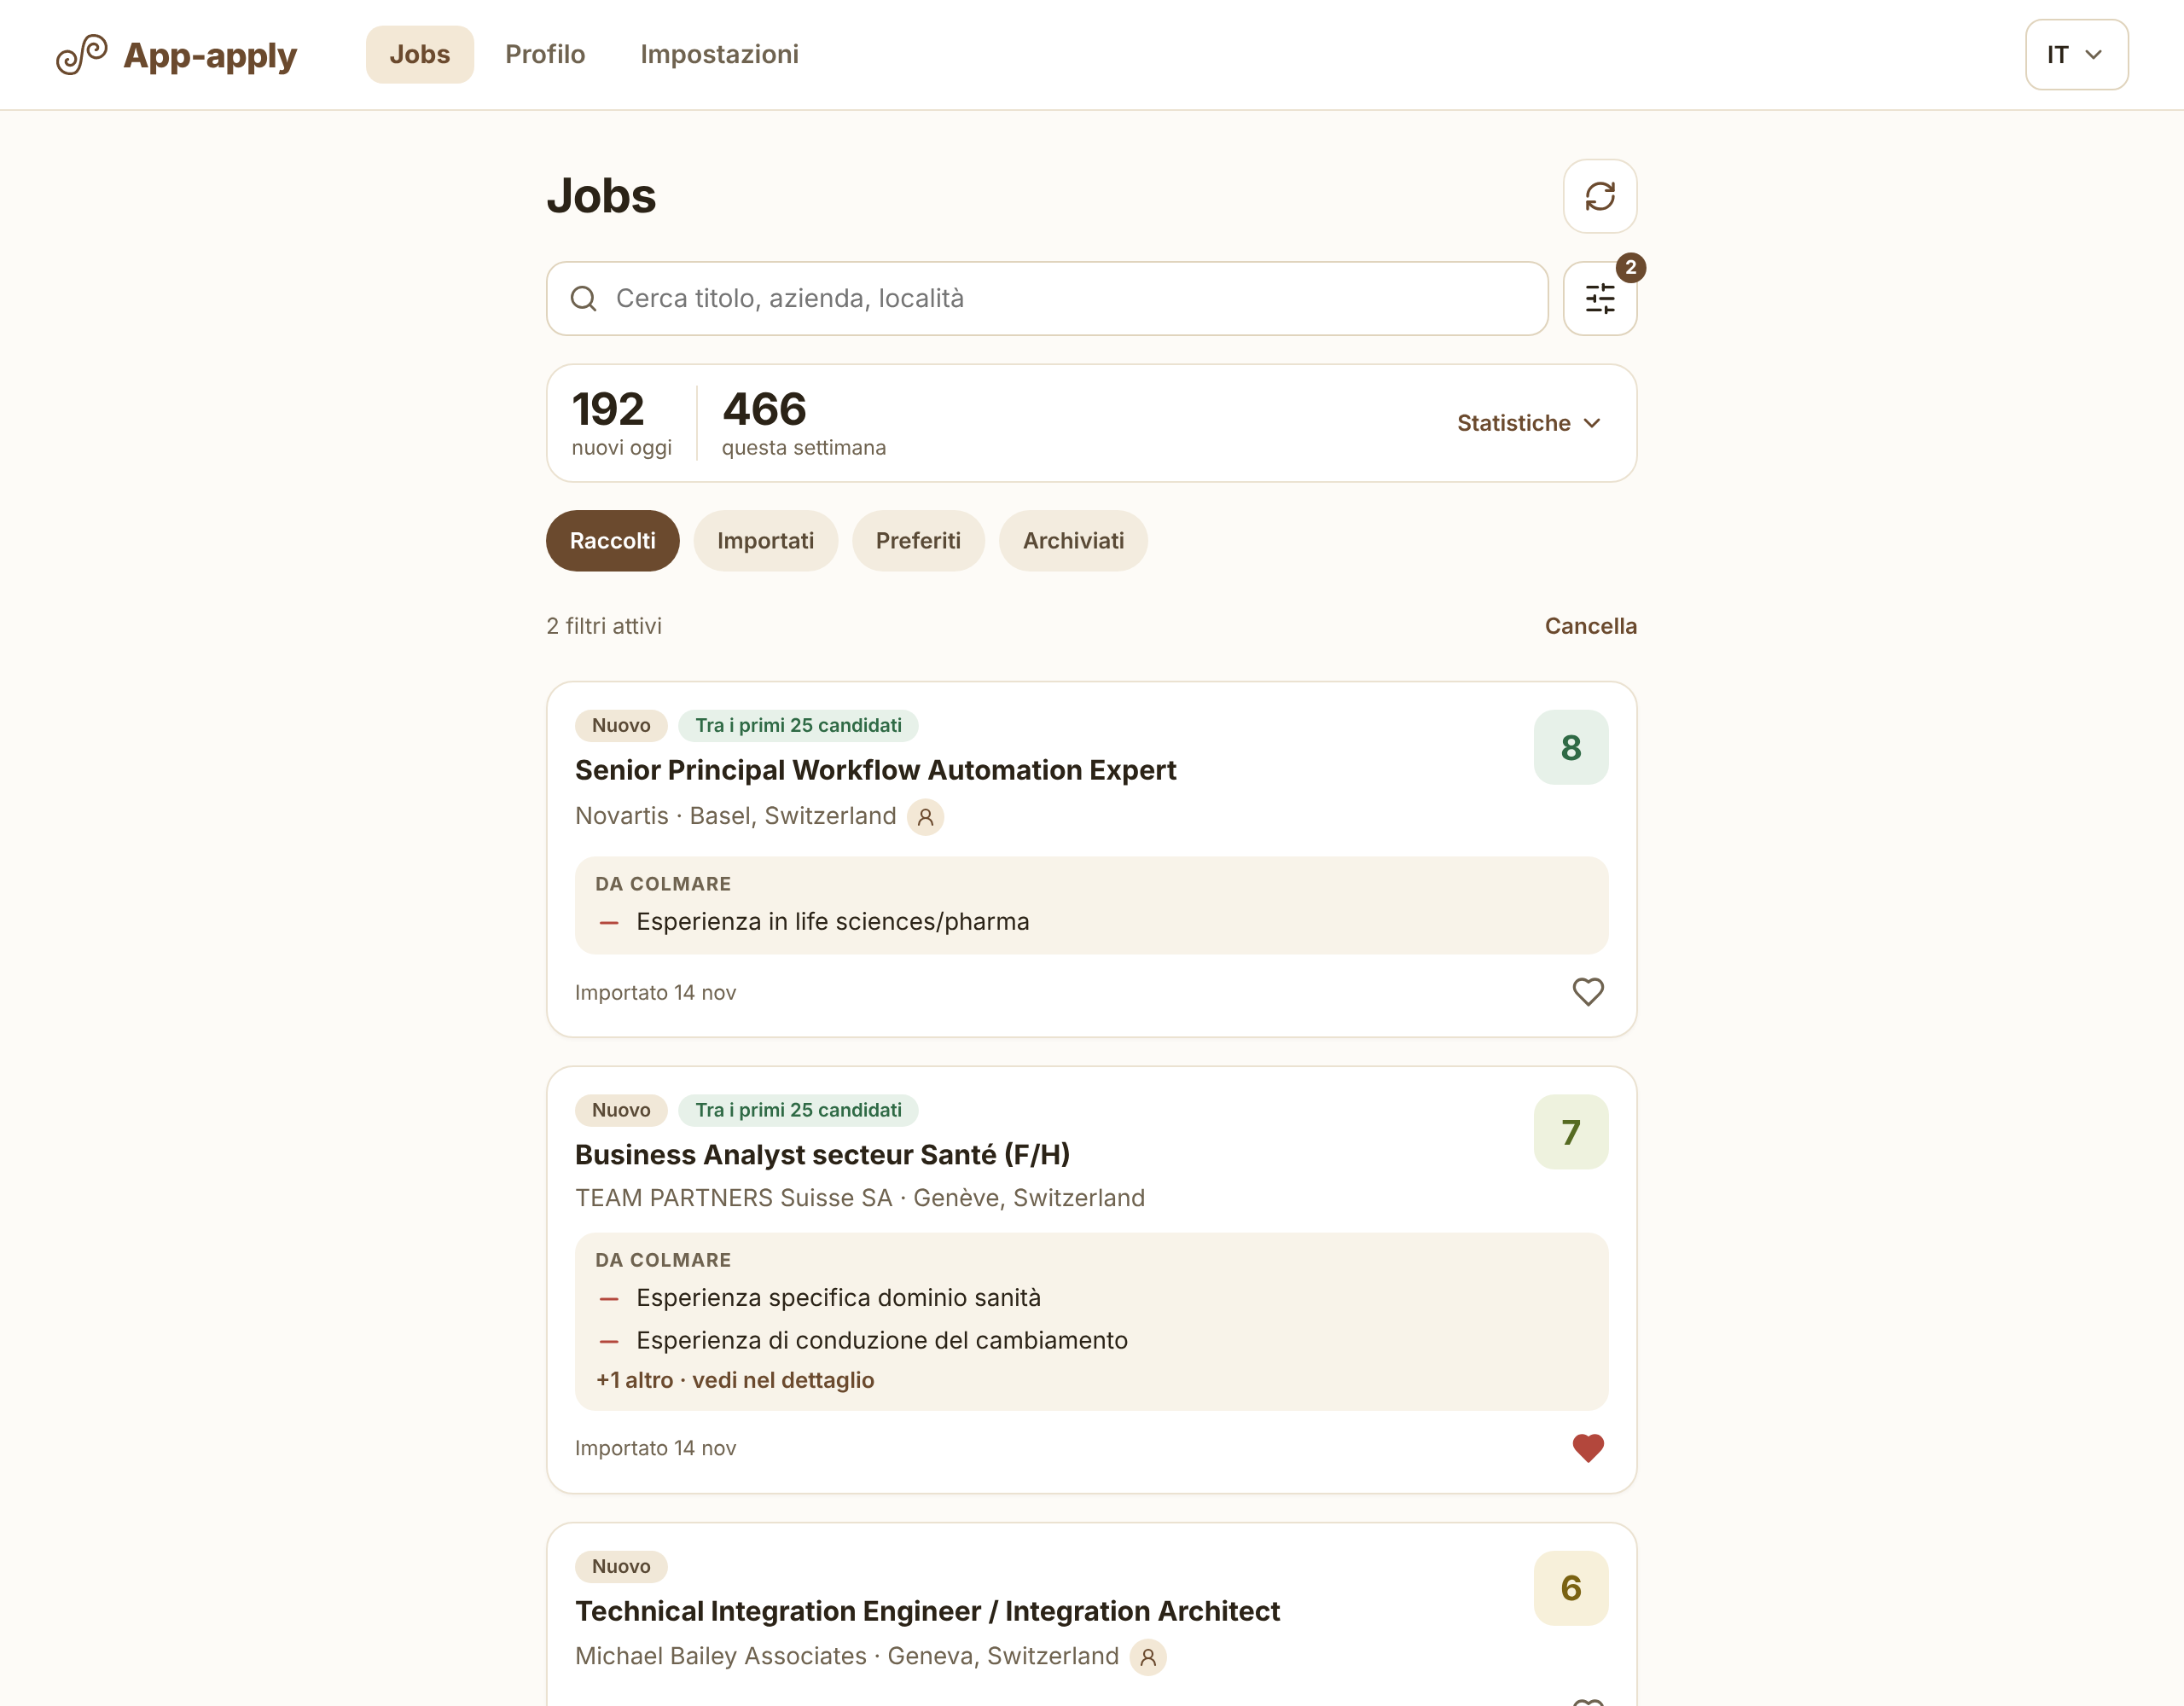 App-apply
Jobs
Profilo
Impostazioni
IT
Jobs
2
Cerca titolo, azienda, località
192
nuovi oggi
466
questa settimana
Statistiche
Raccolti
Importati
Preferiti
Archiviati
2 filtri attivi
Cancella
Nuovo
Tra i primi 25 candidati
8
Senior Principal Workflow Automation Expert
Novartis · Basel, Switzerland
DA COLMARE
— Esperienza in life sciences/pharma
Importato 14 nov
Nuovo
Tra i primi 25 candidati
7
Business Analyst secteur Santé (F/H)
TEAM PARTNERS Suisse SA · Genève, Switzerland
DA COLMARE
— Esperienza specifica dominio sanità
— Esperienza di conduzione del cambiamento
+1 altro · vedi nel dettaglio
Importato 14 nov
Nuovo
6
Technical Integration Engineer / Integration Architect
Michael Bailey Associates · Geneva, Switzerland